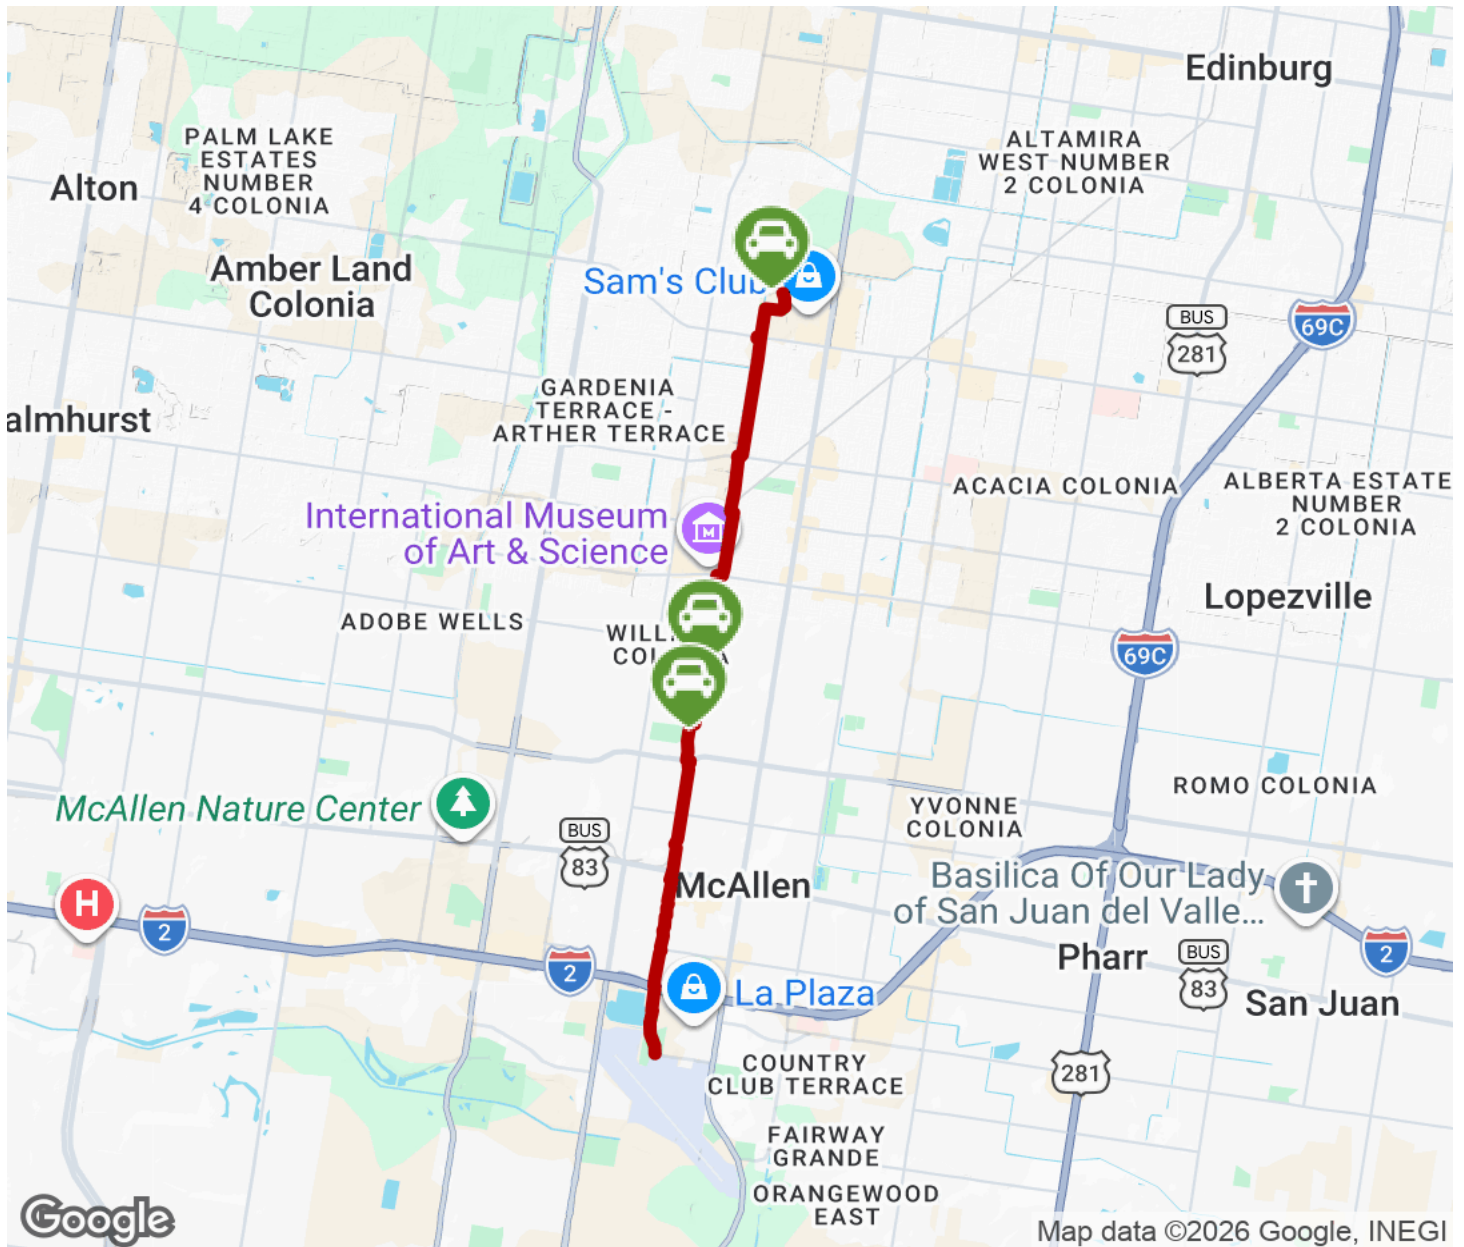 Edinburg
PALM LAKE
ESTATES
NUMBER
4 COLONIA
ALTAMIRA
WEST NUMBER
2 COLONIA
Alton
Amber Land
Colonia
Sam's Club
BUS
281
69C
GARDENIA
TERRACE -
ARTHER TERRACE
almhurst
ACACIA COLONIA
ALBERTA ESTATE
NUMBER
2 COLONIA
International Museum
of Art & Science
M
Lopezville
ADOBE WELLS
69C
McAllen Nature Center
BUS
83
YVONNE
COLONIA
ROMO COLONIA
McAllen
Basilica Of Our Lady
of San Juan del Valle...
H
2
2
2
Pharr
BUS
83
San Juan
La Plaza
COUNTRY
CLUB TERRACE
281
FAIRWAY
GRANDE
ORANGEWOOD
EAST
Google
Map data ©2026 Google, INEGI